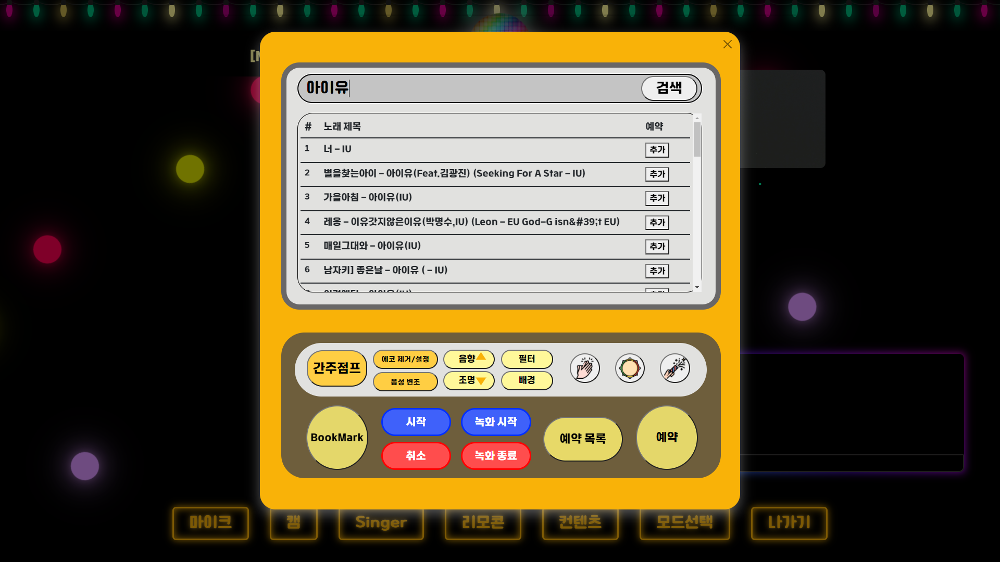 아이유
검색
# 노래 제목 예약
1 너 - IU 추가
2 별을찾는아이 - 아이유(Feat.김광진) (Seeking For A Star - IU) 추가
3 가을아침 - 아이유(IU) 추가
4 레옹 - 이유갓지않은이유(박명수,IU) (Leon - EU God-G isn&#39;t EU) 추가
5 매일그대와 - 아이유(IU) 추가
6 남자키] 좋은날 - 아이유 ( - IU) 추가
간주점프
에코 제거/설정
음성 변조
음향
조명
필터
배경
BookMark
시작
녹화 시작
취소
녹화 종료
예약 목록
예약
마이크
캠
Singer
리모콘
컨텐츠
모드선택
나가기